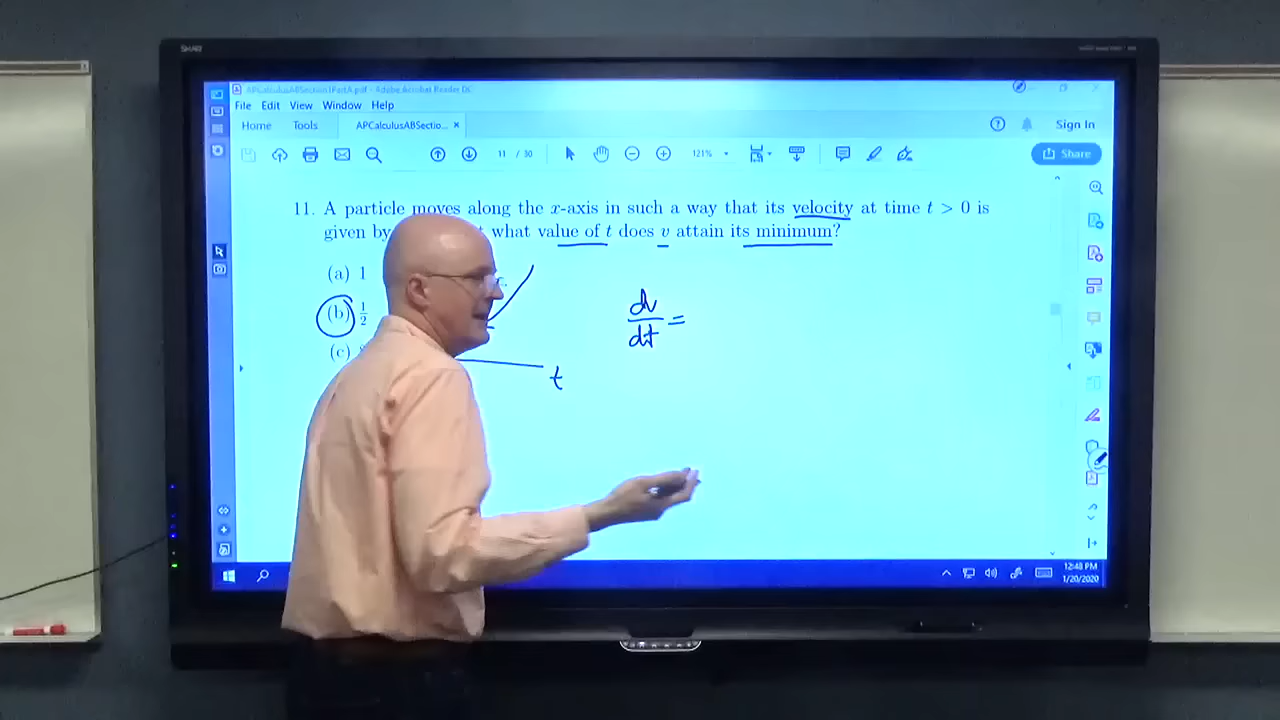 SMART
APCalculusABSection1PartA.pdf - Adobe Acrobat Reader DC
File Edit View Window Help
Home Tools APCalculusABSectio... × Sign In
11 / 30 121% Share
11. A particle moves along the x-axis in such a way that its velocity at time t > 0 is
given by what value of t does v attain its minimum?
(a) 1
(b) 1/2
(c)
dv/dt =
t
12:48 PM
1/20/2020